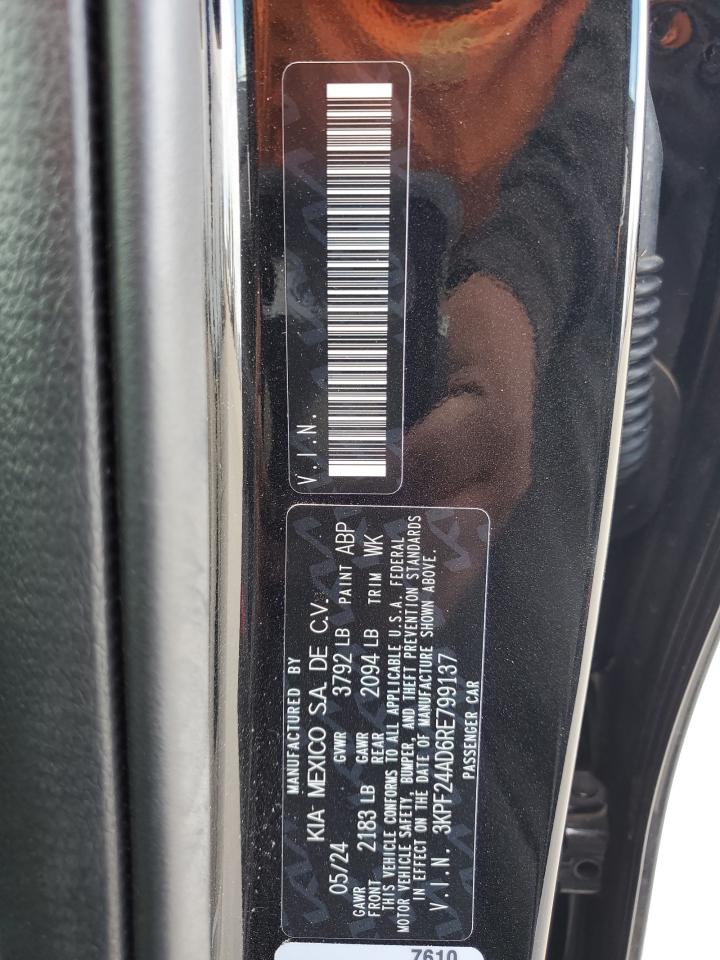 V.I.N.
MANUFACTURED BY
KIA MEXICO S.A. DE C.V.
05/24 GVWR 3792 LB PAINT ABP
GAWR FRONT 2183 LB GAWR REAR 2094 LB TRIM WK
THIS VEHICLE CONFORMS TO ALL APPLICABLE U.S.A. FEDERAL
MOTOR VEHICLE SAFETY, BUMPER, AND THEFT PREVENTION STANDARDS
IN EFFECT ON THE DATE OF MANUFACTURE SHOWN ABOVE.
V.I.N. 3KPF24AD6RE799137
PASSENGER CAR
7610